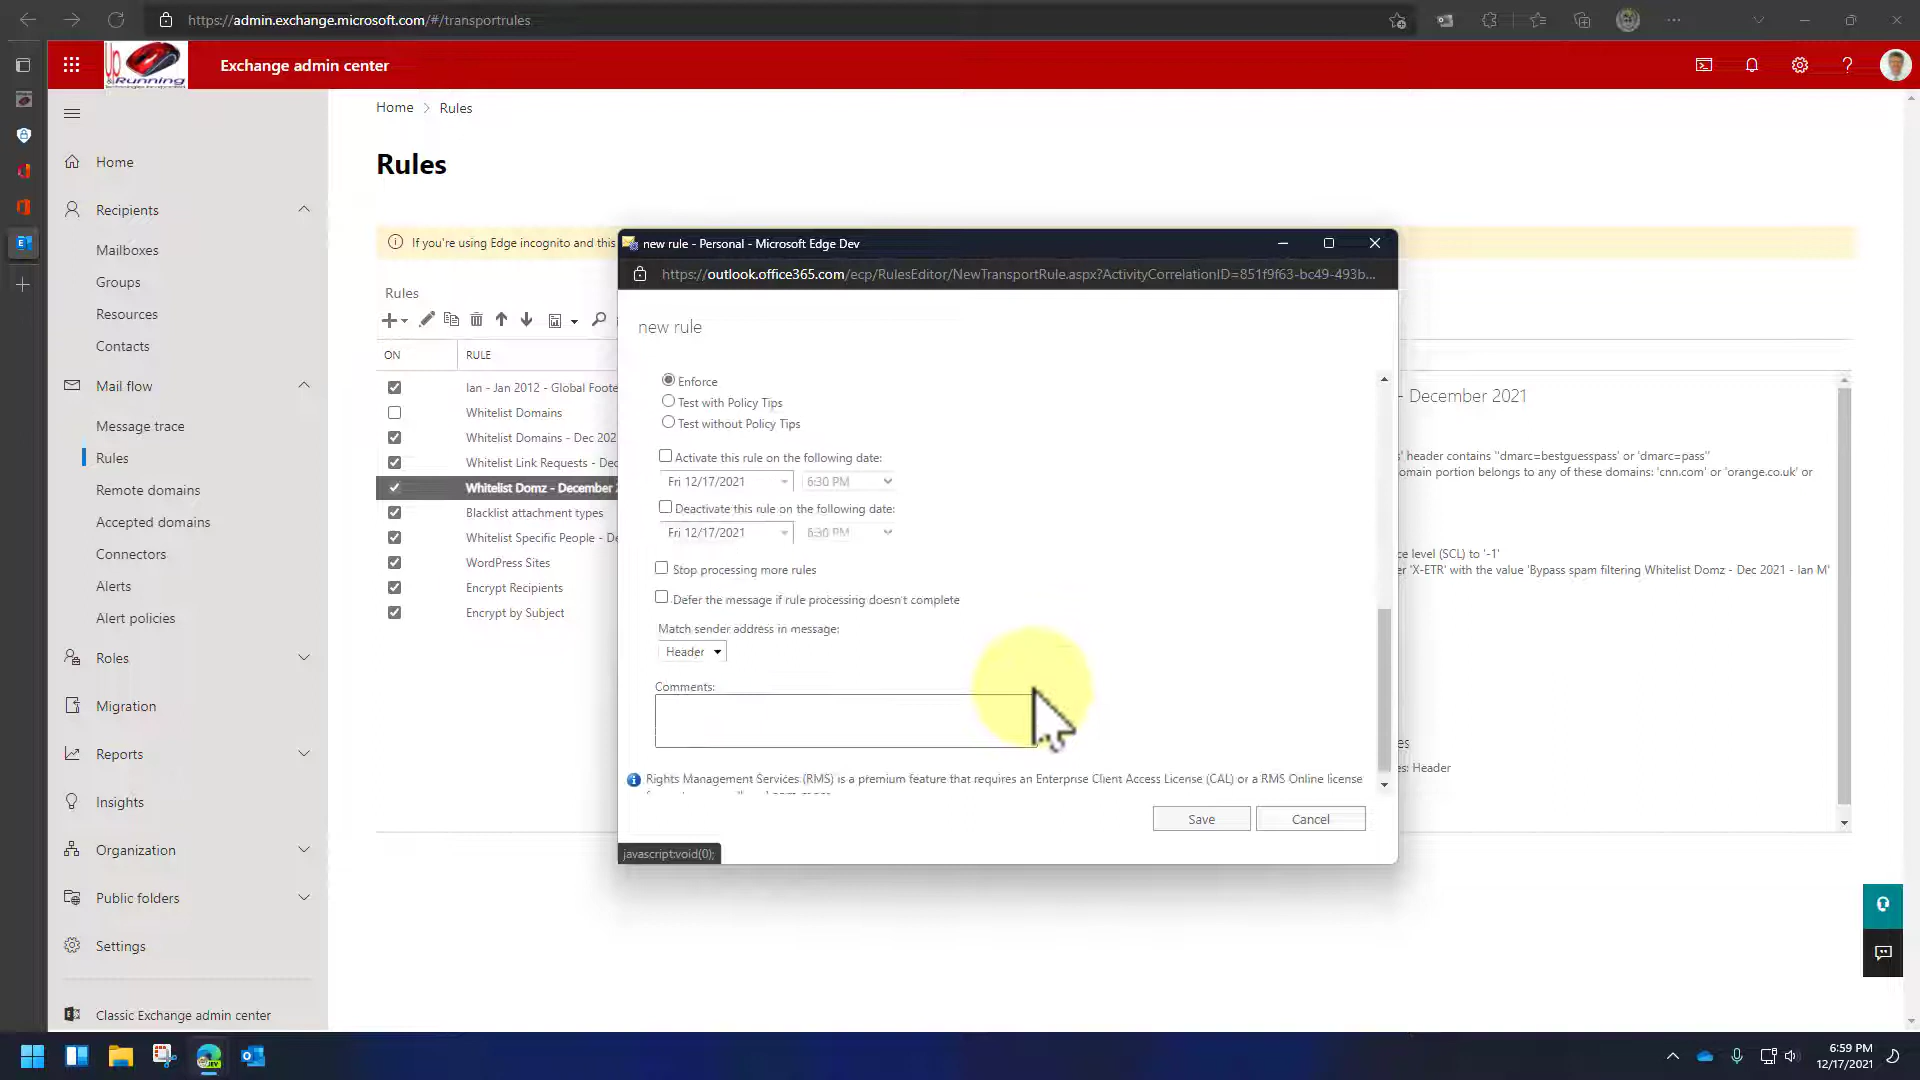 https://admin.exchange.microsoft.com/#/transportrules
Up
&Running
Exchange admin center
Home > Rules
Rules
Home
Recipients
Mailboxes
Groups
Resources
Contacts
Mail flow
Message trace
Rules
Remote domains
Accepted domains
Connectors
Alerts
Alert policies
Roles
Migration
Reports
Insights
Organization
Public folders
Settings
Classic Exchange admin center
If you're using Edge incognito and this
Rules
ON RULE
Ian - Jan 2012 - Global Foote
Whitelist Domains
Whitelist Domains - Dec 202
Whitelist Link Requests - Dec
Whitelist Domz - December
Blacklist attachment types
Whitelist Specific People - De
WordPress Sites
Encrypt Recipients
Encrypt by Subject
new rule - Personal - Microsoft Edge Dev
https://outlook.office365.com/ecp/RulesEditor/NewTransportRule.aspx?ActivityCorrelationID=851f9f63-bc49-493b...
new rule
Enforce
Test with Policy Tips
Test without Policy Tips
Activate this rule on the following date:
Fri 12/17/2021 6:30 PM
Deactivate this rule on the following date:
Fri 12/17/2021 6:30 PM
Stop processing more rules
Defer the message if rule processing doesn't complete
Match sender address in message:
Header
Comments:
Rights Management Services (RMS) is a premium feature that requires an Enterprise Client Access License (CAL) or a RMS Online license
Save Cancel
javascript:void(0);
- December 2021
s' header contains ''dmarc=bestguesspass' or 'dmarc=pass''
omain portion belongs to any of these domains: 'cnn.com' or 'orange.co.uk' or
ce level (SCL) to '-1'
r 'X-ETR' with the value 'Bypass spam filtering Whitelist Domz - Dec 2021 - Ian M'
es
es: Header
6:59 PM
12/17/2021